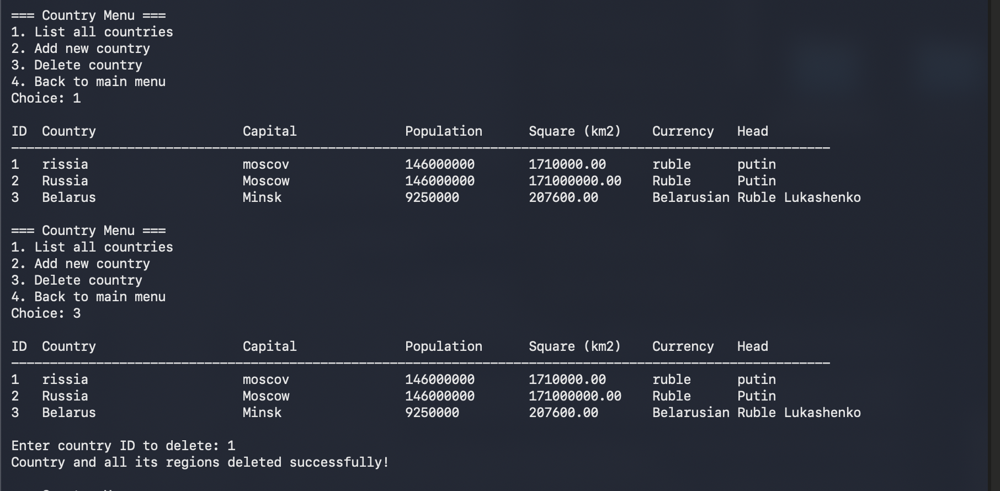 === Country Menu ===
1. List all countries
2. Add new country
3. Delete country
4. Back to main menu
Choice: 1
ID  Country                   Capital              Population      Square (km2)    Currency   Head
----------------------------------------------------------------------------------------------------------
1   rissia                    moscov               146000000       1710000.00      ruble      putin
2   Russia                    Moscow               146000000       171000000.00    Ruble      Putin
3   Belarus                   Minsk                9250000         207600.00       Belarusian Ruble Lukashenko
=== Country Menu ===
1. List all countries
2. Add new country
3. Delete country
4. Back to main menu
Choice: 3
ID  Country                   Capital              Population      Square (km2)    Currency   Head
----------------------------------------------------------------------------------------------------------
1   rissia                    moscov               146000000       1710000.00      ruble      putin
2   Russia                    Moscow               146000000       171000000.00    Ruble      Putin
3   Belarus                   Minsk                9250000         207600.00       Belarusian Ruble Lukashenko
Enter country ID to delete: 1
Country and all its regions deleted successfully!